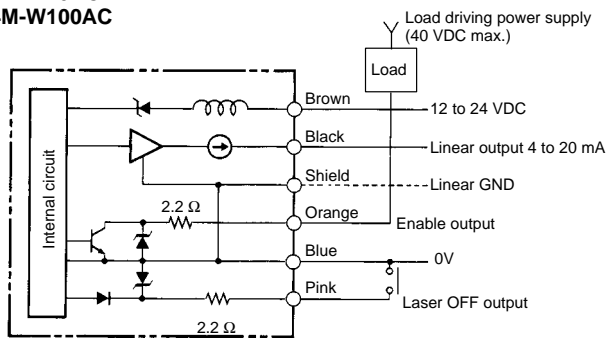 M-W100AC
Load driving power supply
(40 VDC max.)
Load
Brown
12 to 24 VDC
Black
Linear output 4 to 20 mA
Shield
Linear GND
Internal circuit
2.2 Ω
Orange
Enable output
Blue
0V
Pink
Laser OFF output
2.2 Ω